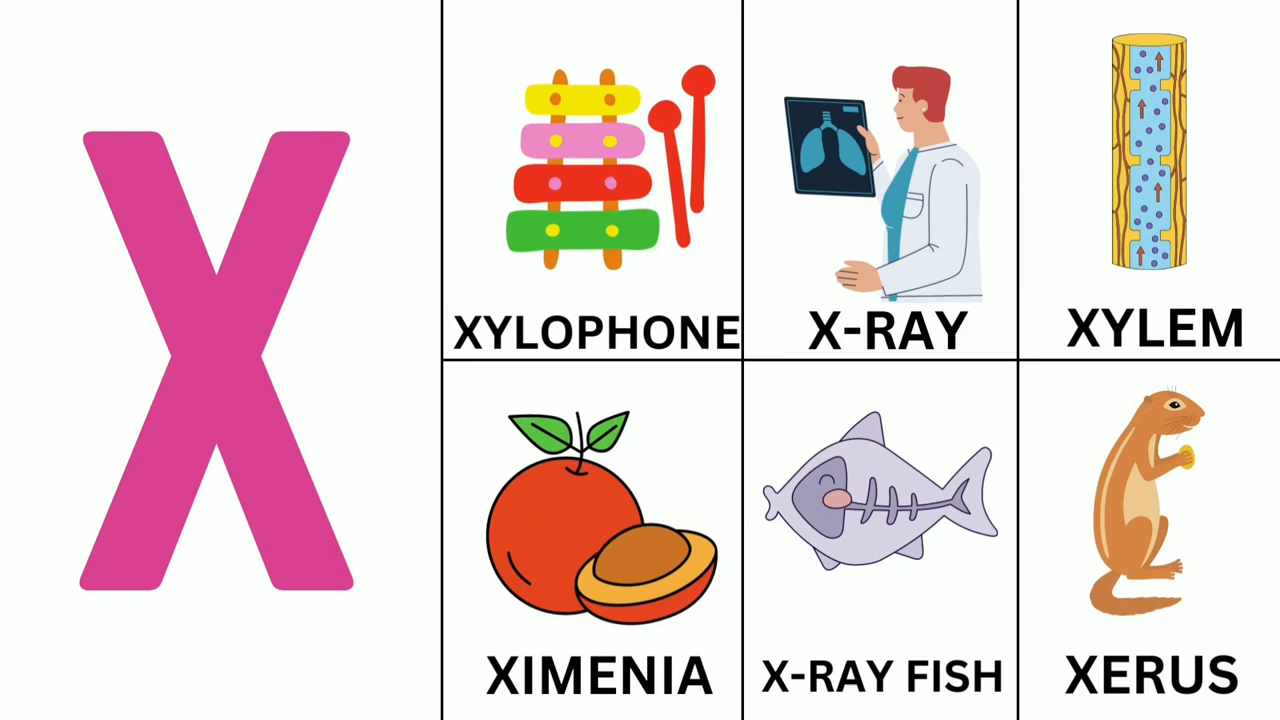 X
XYLOPHONE
X-RAY
XYLEM
XIMENIA
X-RAY FISH
XERUS